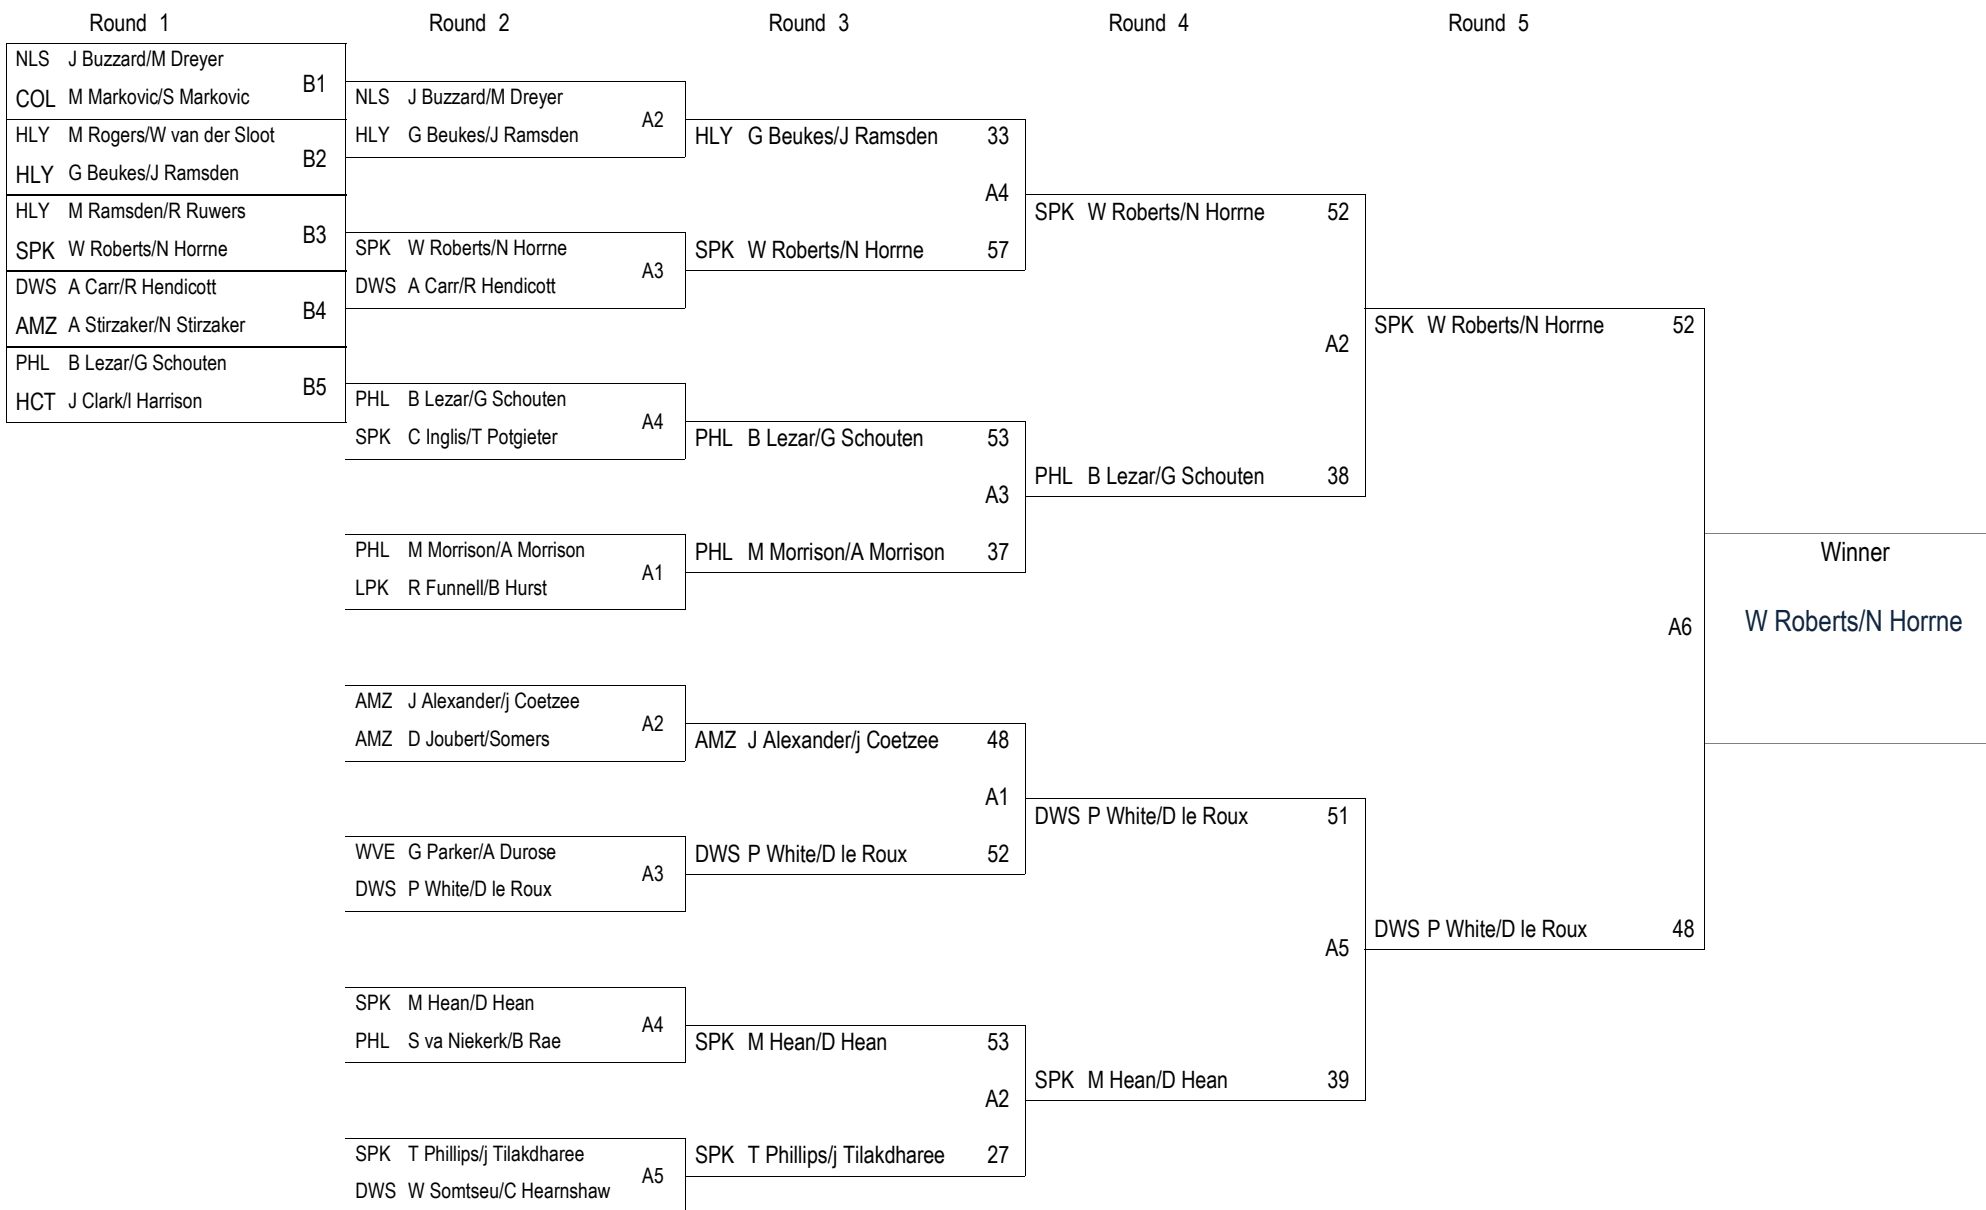 Round 1 Round 2 Round 3 Round 4 Round 5
NLS J Buzzard/M Dreyer
COL M Markovic/S Markovic
B1
HLY M Rogers/W van der Sloot
HLY G Beukes/J Ramsden
B2
HLY M Ramsden/R Ruwers
SPK W Roberts/N Horrne
B3
DWS A Carr/R Hendicott
AMZ A Stirzaker/N Stirzaker
B4
PHL B Lezar/G Schouten
HCT J Clark/I Harrison
B5
NLS J Buzzard/M Dreyer
HLY G Beukes/J Ramsden
A2
SPK W Roberts/N Horrne
DWS A Carr/R Hendicott
A3
PHL B Lezar/G Schouten
SPK C Inglis/T Potgieter
A4
PHL M Morrison/A Morrison
LPK R Funnell/B Hurst
A1
AMZ J Alexander/j Coetzee
AMZ D Joubert/Somers
A2
WVE G Parker/A Durose
DWS P White/D le Roux
A3
SPK M Hean/D Hean
PHL S va Niekerk/B Rae
A4
SPK T Phillips/j Tilakdharee
DWS W Somtseu/C Hearnshaw
A5
HLY G Beukes/J Ramsden 33
A4
SPK W Roberts/N Horrne 57
PHL B Lezar/G Schouten 53
A3
PHL M Morrison/A Morrison 37
AMZ J Alexander/j Coetzee 48
A1
DWS P White/D le Roux 52
SPK M Hean/D Hean 53
A2
SPK T Phillips/j Tilakdharee 27
SPK W Roberts/N Horrne 52
A2
PHL B Lezar/G Schouten 38
DWS P White/D le Roux 51
A5
SPK M Hean/D Hean 39
SPK W Roberts/N Horrne 52
A6
DWS P White/D le Roux 48
Winner
W Roberts/N Horrne